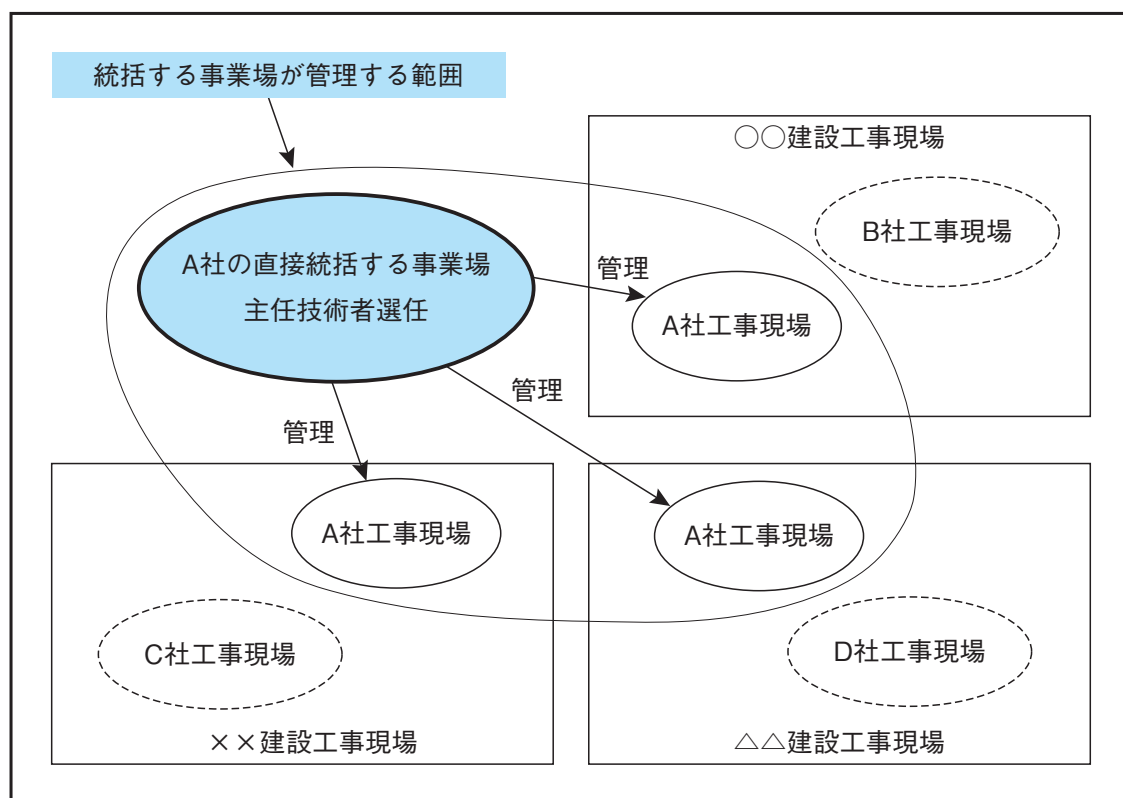 統括する事業場が管理する範囲
○○建設工事現場
B社工事現場
A社の直接統括する事業場
主任技術者選任
管理
A社工事現場
管理
管理
A社工事現場
A社工事現場
C社工事現場
D社工事現場
××建設工事現場
△△建設工事現場